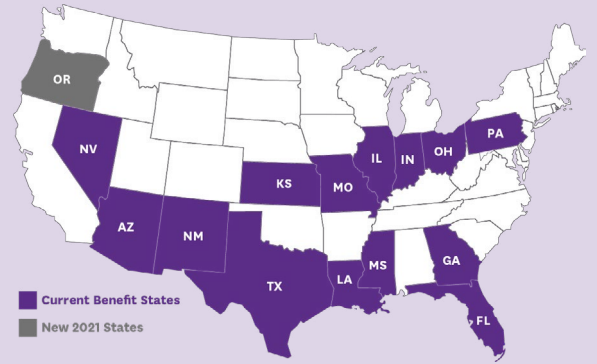 OR
NV
PA
IL
IN
OH
KS
MO
AZ
NM
GA
MS
LA
TX
FL
Current Benefit States
New 2021 States